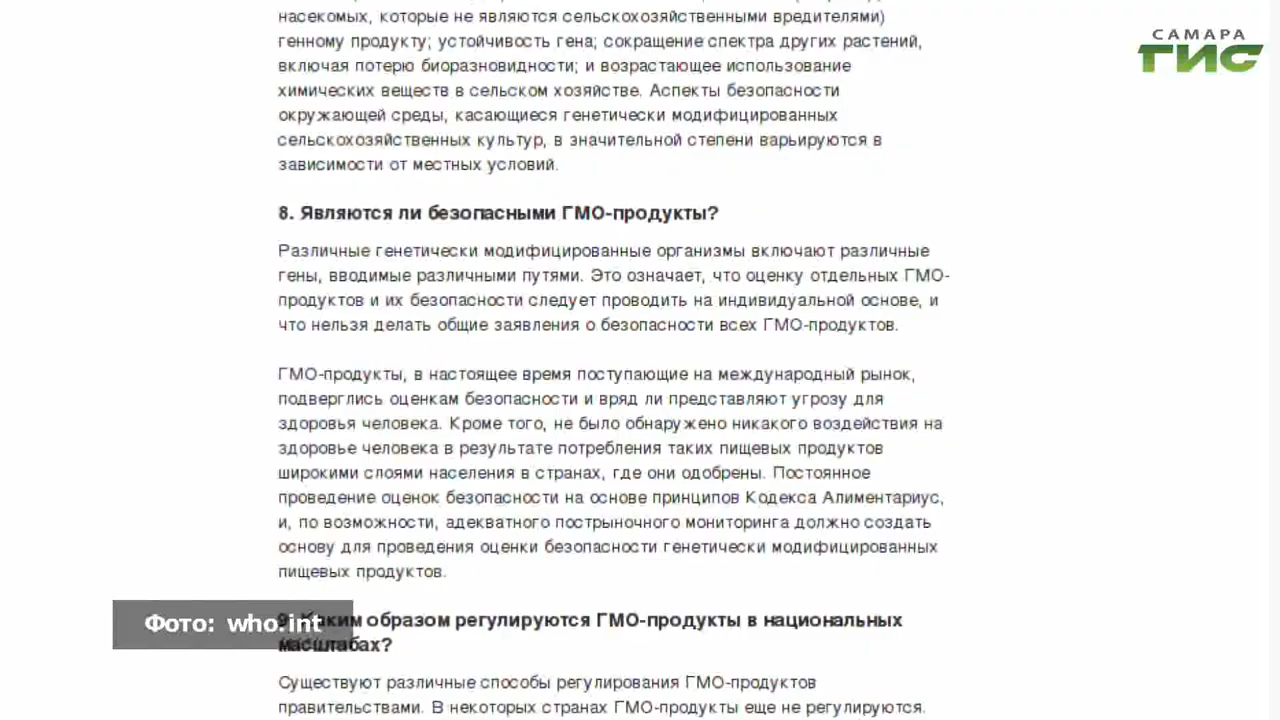 насекомых, которые не являются сельскохозяйственными вредителями)
генному продукту; устойчивость гена; сокращение спектра других растений,
включая потерю биоразновидности; и возрастающее использование
химических веществ в сельском хозяйстве. Аспекты безопасности
окружающей среды, касающиеся генетически модифицированных
сельскохозяйственных культур, в значительной степени варьируются в
зависимости от местных условий.
САМАРА
ГИС
8. Являются ли безопасными ГМО-продукты?
Различные генетически модифицированные организмы включают различные
гены, вводимые различными путями. Это означает, что оценку отдельных ГМО-
продуктов и их безопасности следует проводить на индивидуальной основе, и
что нельзя делать общие заявления о безопасности всех ГМО-продуктов.
ГМО-продукты, в настоящее время поступающие на международный рынок,
подверглись оценкам безопасности и вряд ли представляют угрозу для
здоровья человека. Кроме того, не было обнаружено никакого воздействия на
здоровье человека в результате потребления таких пищевых продуктов
широкими слоями населения в странах, где они одобрены. Постоянное
проведение оценок безопасности на основе принципов Кодекса Алиментариус,
и, по возможности, адекватного пострыночного мониторинга должно создать
основу для проведения оценки безопасности генетически модифицированных
пищевых продуктов.
9. Каким образом регулируются ГМО-продукты в национальных
масштабах?
Фото: who.int
Существуют различные способы регулирования ГМО-продуктов
правительствами. В некоторых странах ГМО-продукты еще не регулируются.